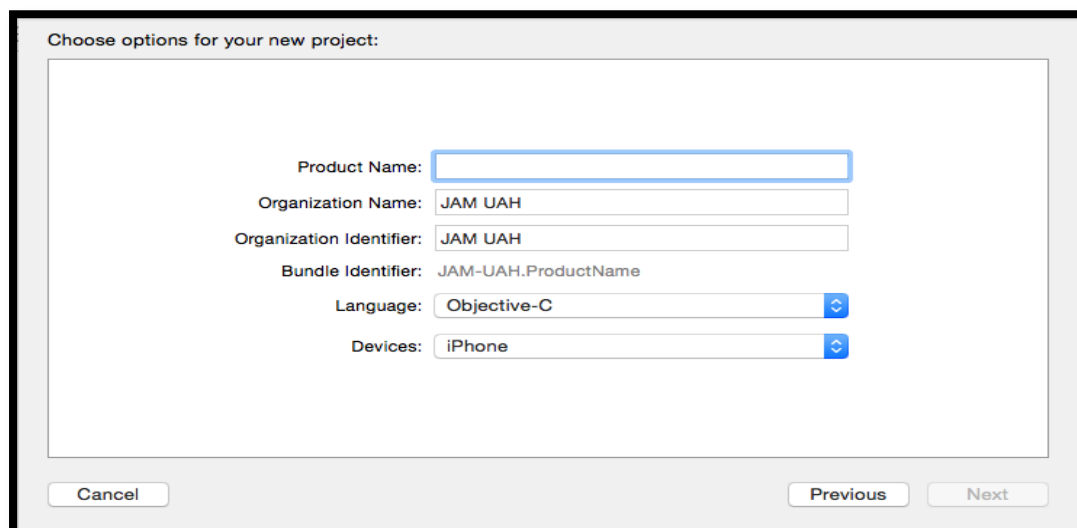 Choose options for your new project:
Product Name:
Organization Name: JAM UAH
Organization Identifier: JAM UAH
Bundle Identifier: JAM-UAH.ProductName
Language: Objective-C
Devices: iPhone
Cancel Previous Next